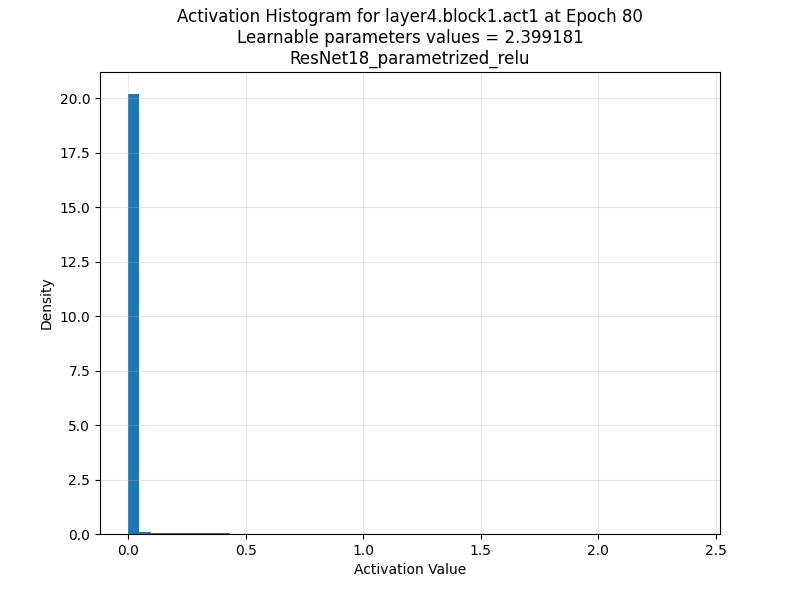 Activation Histogram for layer4.block1.act1 at Epoch 80
Learnable parameters values = 2.399181
ResNet18_parametrized_relu
20.0
17.5
15.0
12.5
10.0
7.5
5.0
2.5
0.0
Density
0.0 0.5 1.0 1.5 2.0 2.5
Activation Value